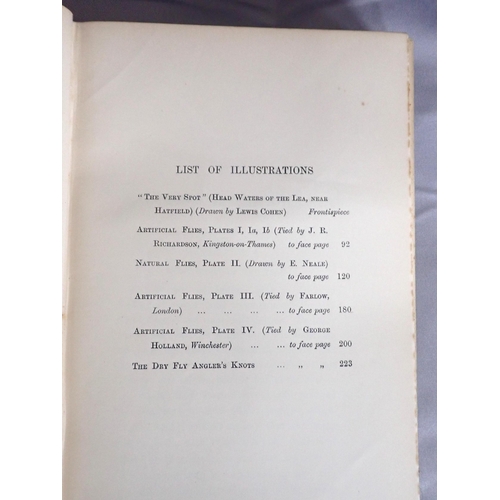 LIST OF ILLUSTRATIONS
"THE VERY SPOT" (HEAD WATERS OF THE LEA, NEAR
HATFIELD) (Drawn by LEWIS COHEN) Frontispiece
ARTIFICIAL FLIES, PLATES I, Ia, Ib (Tied by J. R.
RICHARDSON, Kingston-on-Thames) to face page 92
NATURAL FLIES, PLATE II. (Drawn by E. NEALE)
to face page 120
ARTIFICIAL FLIES, PLATE III. (Tied by FARLOW,
London) ... ... ... ... to face page 180
ARTIFICIAL FLIES, PLATE IV. (Tied by GEORGE
HOLLAND, Winchester) ... ... to face page 200
THE DRY FLY ANGLER'S KNOTS ... „ „ 223